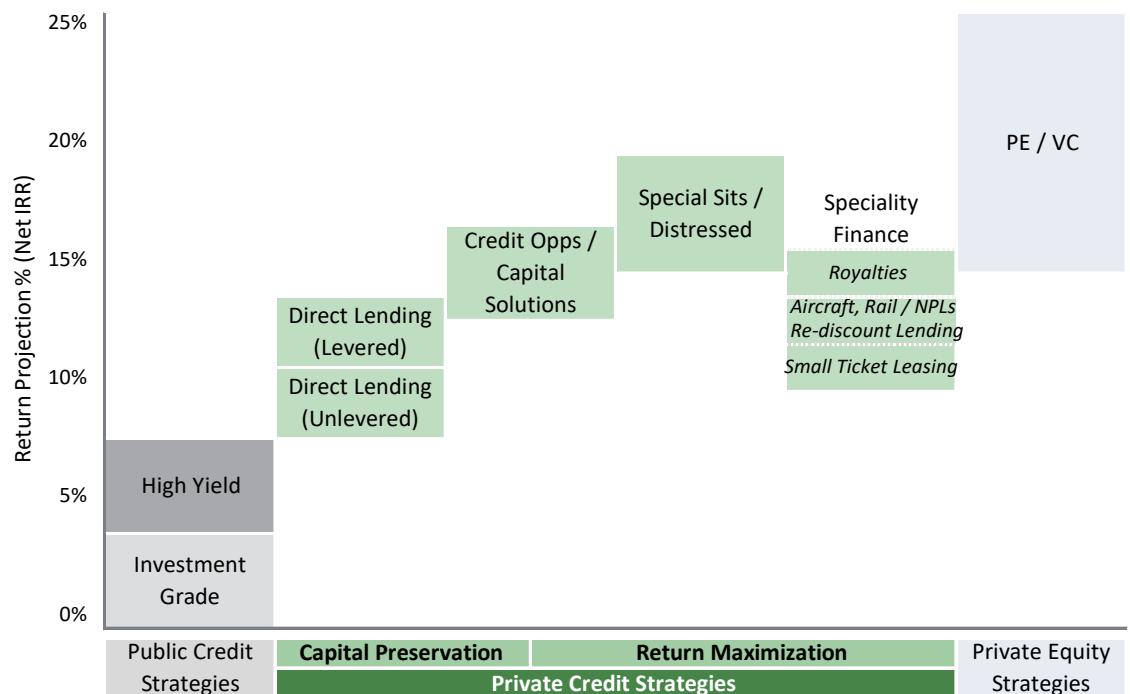 25%
20%
15%
10%
5%
0%
Return Projection % (Net IRR)
High Yield
Investment
Grade
Direct Lending
(Levered)
Direct Lending
(Unlevered)
Credit Opps /
Capital
Solutions
Special Sits /
Distressed
Speciality
Finance
Royalties
Aircraft, Rail / NPLs
Re-discount Lending
Small Ticket Leasing
PE / VC
Public Credit
Strategies
Capital Preservation
Return Maximization
Private Credit Strategies
Private Equity
Strategies